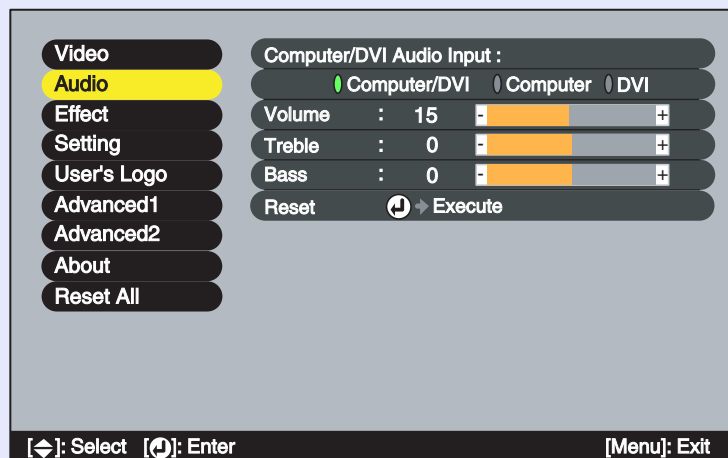 Video
Audio
Effect
Setting
User's Logo
Advanced1
Advanced2
About
Reset All
Computer/DVI Audio Input :
Computer/DVI Computer DVI
Volume : 15 - +
Treble : 0 - +
Bass : 0 - +
Reset Execute
[ ]: Select [ ]: Enter [Menu]: Exit